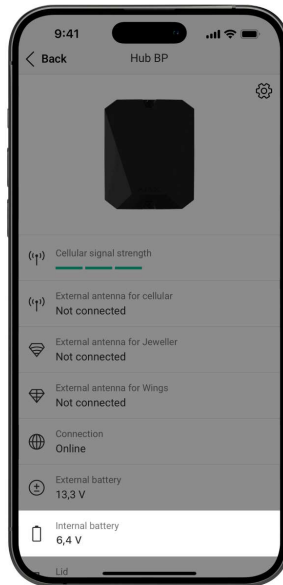 9:41
Back
Hub BP
Cellular signal strength
External antenna for cellular
Not connected
External antenna for Jeweller
Not connected
External antenna for Wings
Not connected
Connection
Online
External battery
13,3 V
Internal battery
6,4 V
Lid